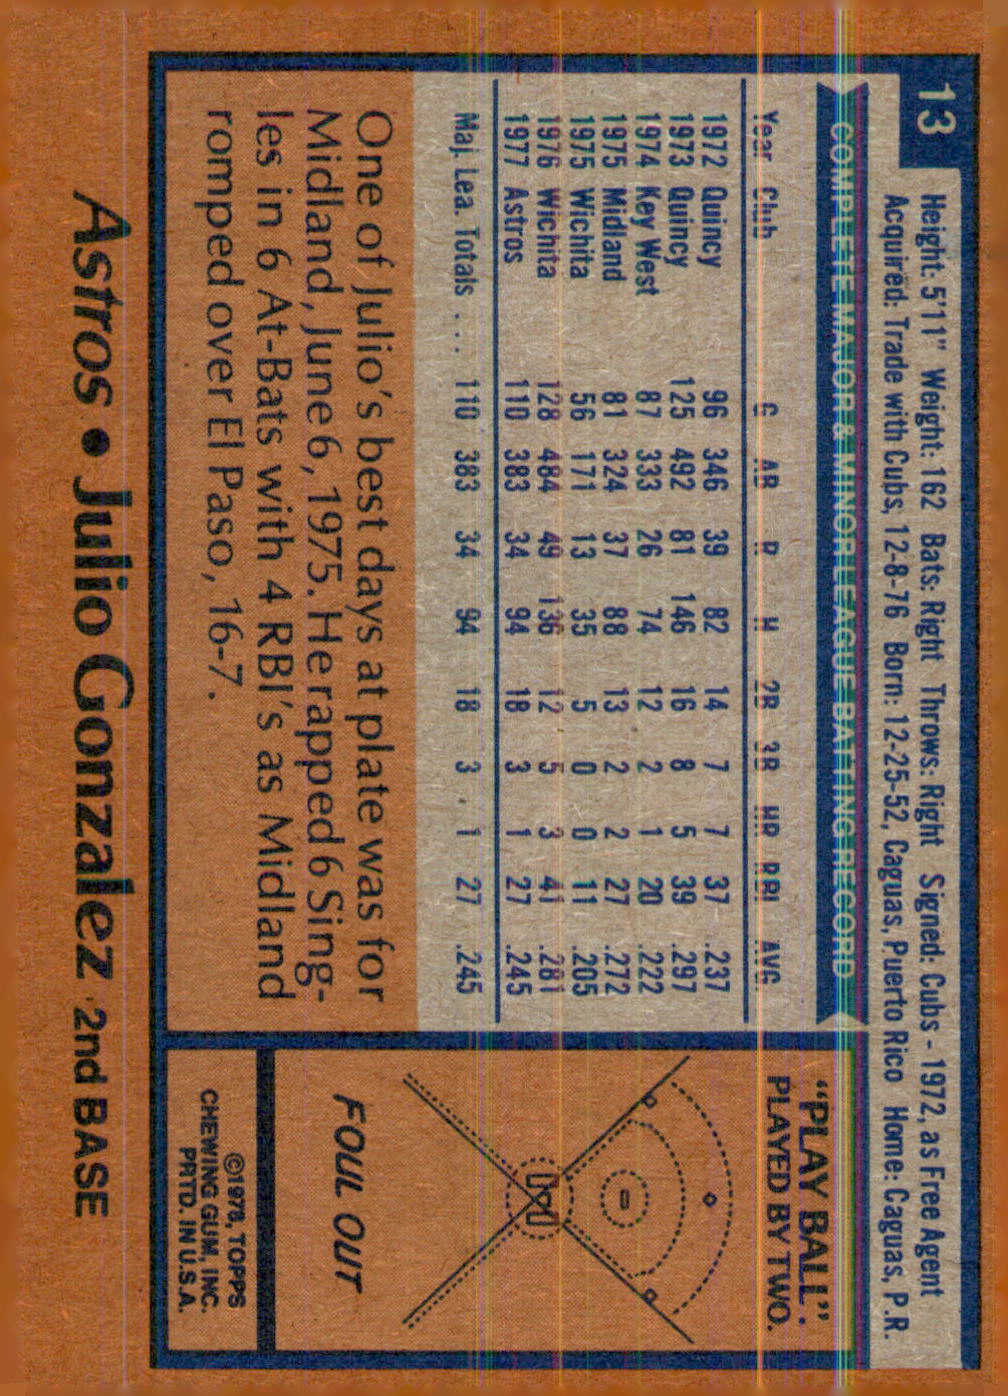 13
Height: 5'11" Weight: 162 Bats: Right Throws: Right Signed: Cubs - 1972, as Free Agent
Acquired: Trade with Cubs, 12-8-76 Born: 12-25-52, Caguas, Puerto Rico Home: Caguas, P.R.
COMPLETE MAJOR & MINOR LEAGUE BATTING RECORD
Year Club G AB R H 2B 3B HR RBI AVG
1972 Quincy 96 346 39 82 14 7 7 37 .237
1973 Quincy 125 492 81 146 16 8 5 39 .297
1974 Key West 87 333 26 74 12 2 1 20 .222
1975 Midland 81 324 37 88 13 2 2 27 .272
1975 Wichita 56 171 13 35 5 0 0 11 .205
1976 Wichita 128 484 49 136 12 5 3 41 .281
1977 Astros 110 383 34 94 18 3 1 27 .245
Maj. Lea. Totals .... 110 383 34 94 18 3 1 27 .245
One of Julio's best days at plate was for
Midland, June 6, 1975. He rapped 6 Sing-
les in 6 At-Bats with 4 RBI's as Midland
romped over El Paso, 16-7.
"PLAY BALL".
PLAYED BY TWO.
FOUL OUT
©1978, TOPPS
CHEWING GUM, INC.
PRTD. IN U.S.A.
Astros • Julio Gonzalez 2nd BASE